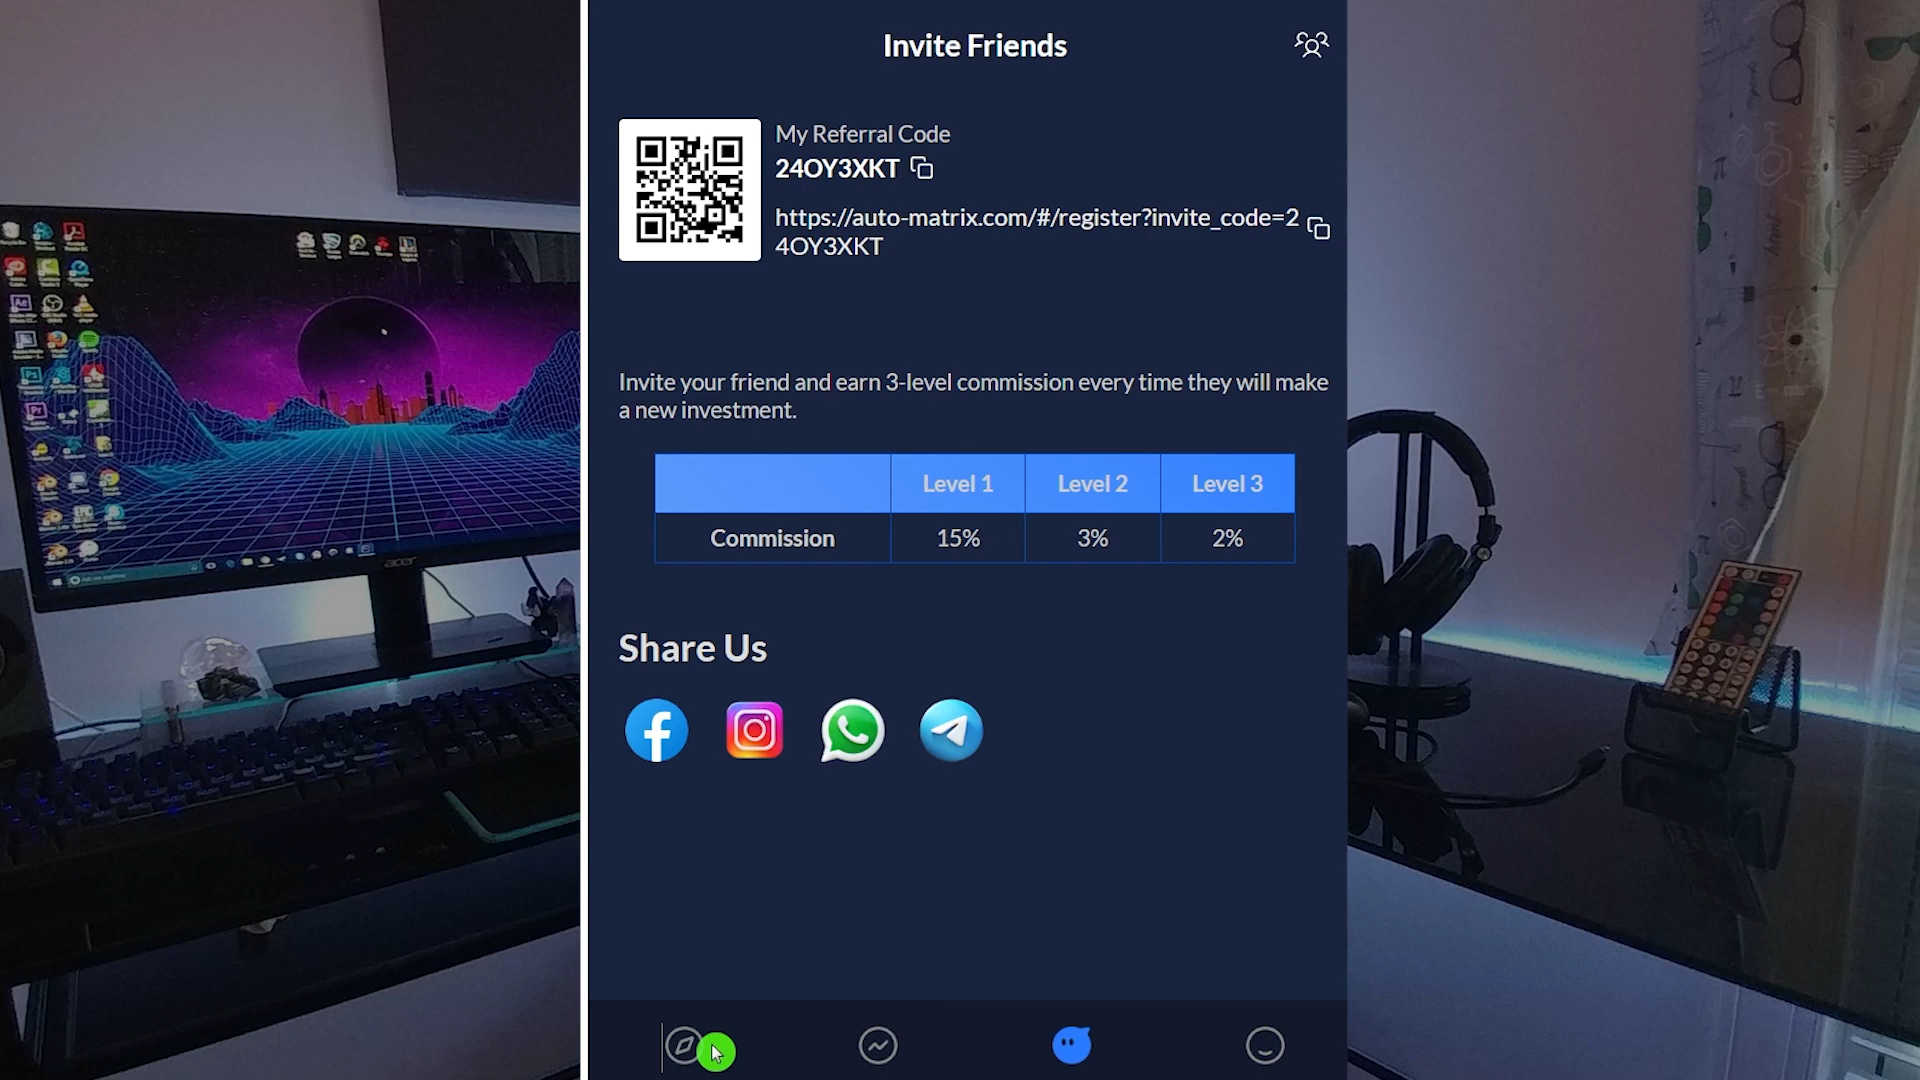 Invite Friends
My Referral Code
24OY3XKT
https://auto-matrix.com/#/register?invite_code=2
4OY3XKT
Invite your friend and earn 3-level commission every time they will make
a new investment.
Level 1 Level 2 Level 3
Commission 15% 3% 2%
Share Us
acer